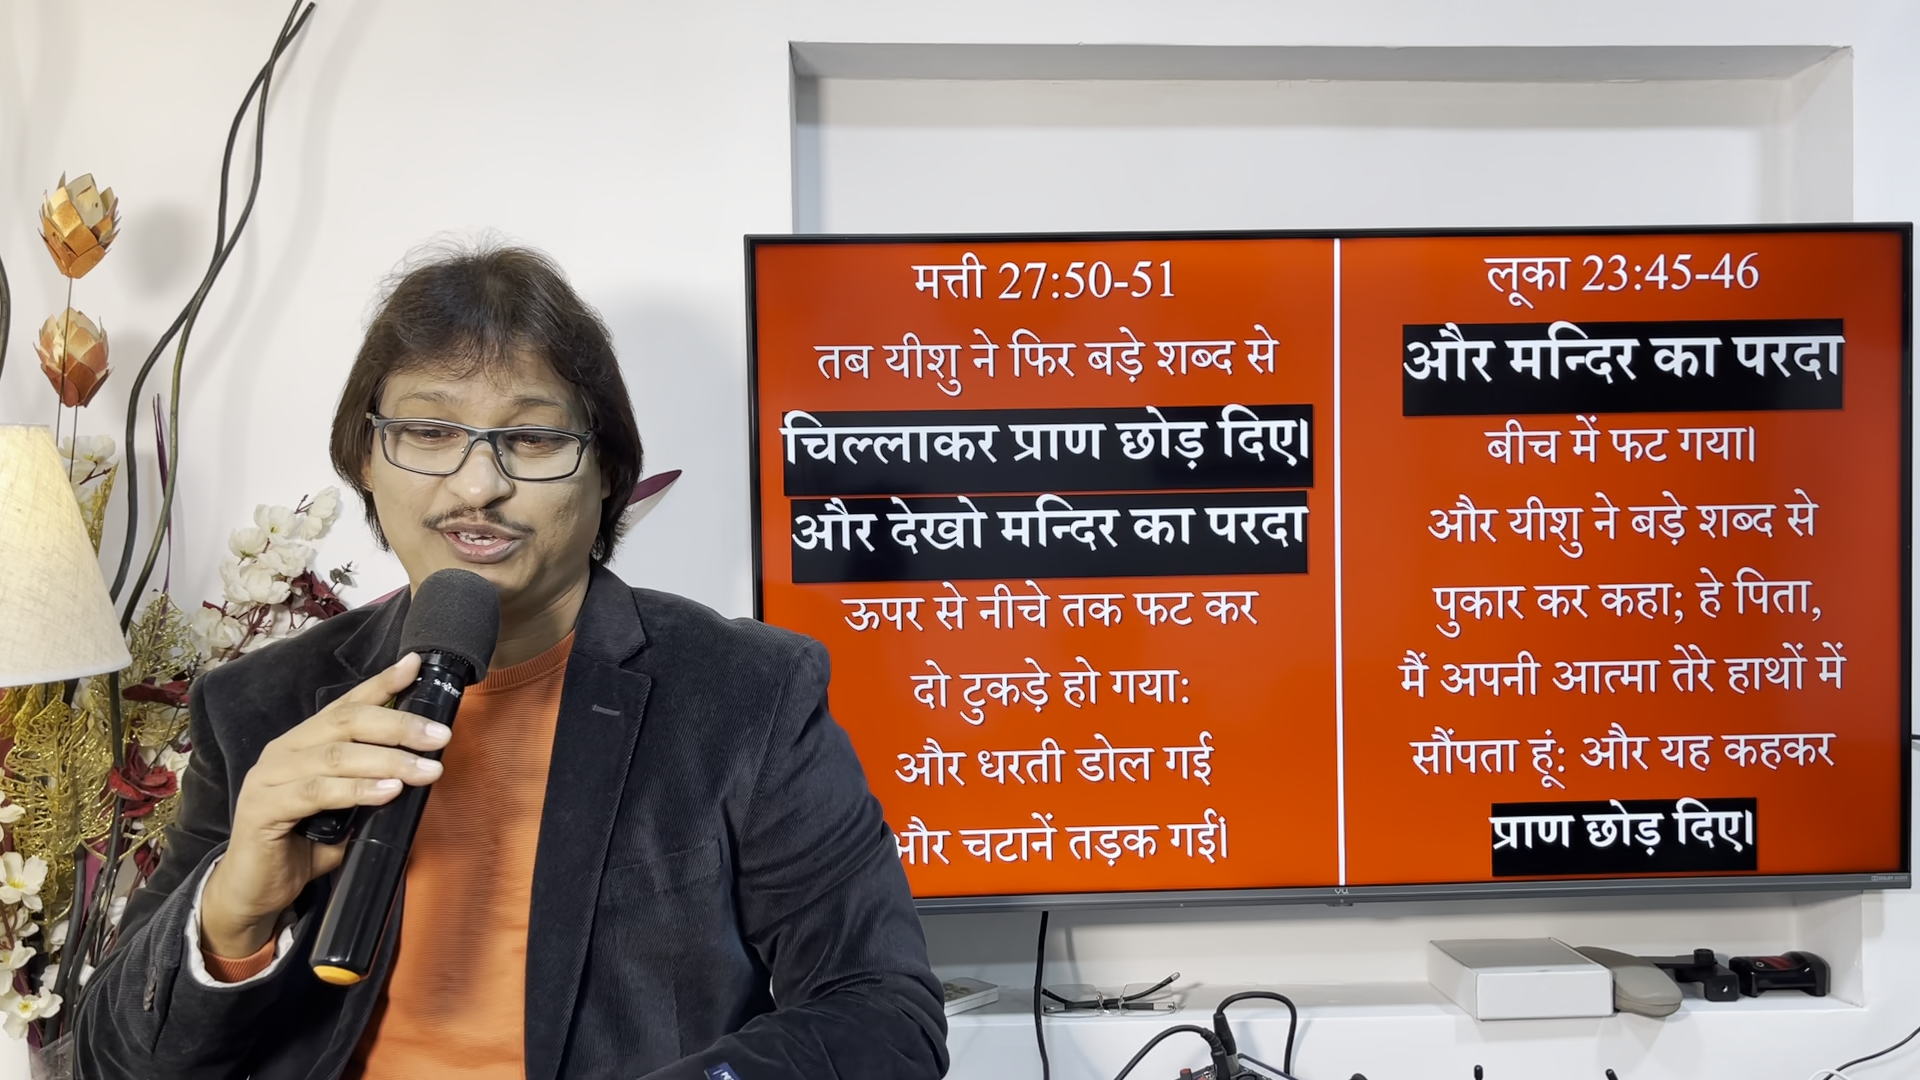 मत्ती 27:50-51
तब यीशु ने फिर बड़े शब्द से
चिल्लाकर प्राण छोड़ दिए।
और देखो मन्दिर का परदा
ऊपर से नीचे तक फट कर
दो टुकड़े हो गया:
और धरती डोल गई
और चटानें तड़क गईं।
लूका 23:45-46
और मन्दिर का परदा
बीच में फट गया।
और यीशु ने बड़े शब्द से
पुकार कर कहा; हे पिता,
मैं अपनी आत्मा तेरे हाथों में
सौंपता हूं: और यह कहकर
प्राण छोड़ दिए।